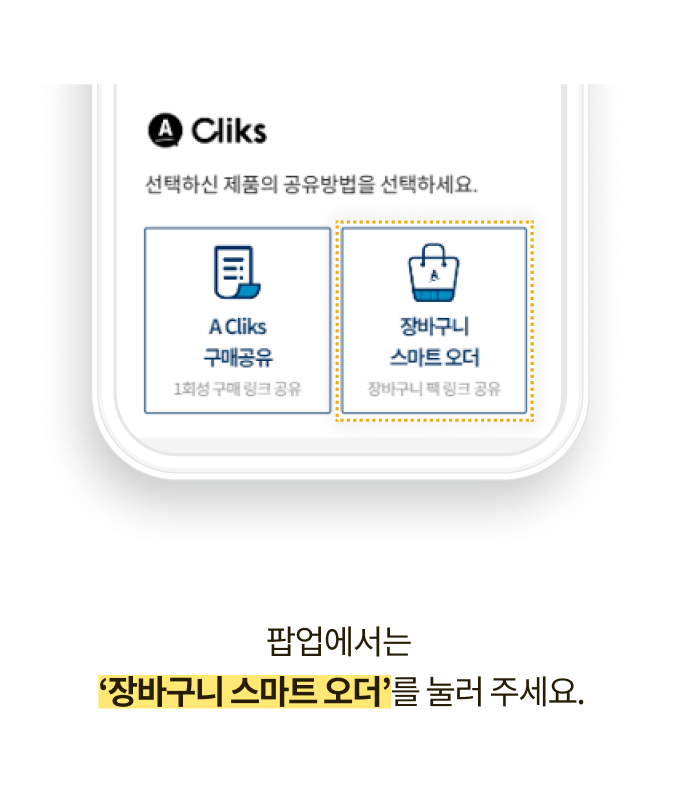 A Cliks
선택하신 제품의 공유방법을 선택하세요.
A Cliks
구매공유
1회성 구매 링크 공유
A
장바구니
스마트 오더
장바구니 팩 링크 공유
팝업에서는
‘장바구니 스마트 오더’를 눌러 주세요.